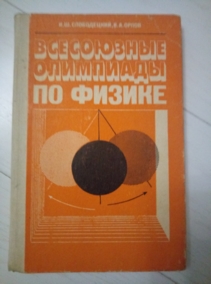 И.Ш. СЛОБОДЕЦКИЙ, В.А. ОРЛОВ
ВСЕСОЮЗНЫЕ
ОЛИМПИАДЫ
ПО ФИЗИКЕ